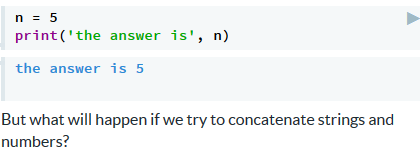 n = 5
print('the answer is', n)
the answer is 5
But what will happen if we try to concatenate strings and
numbers?